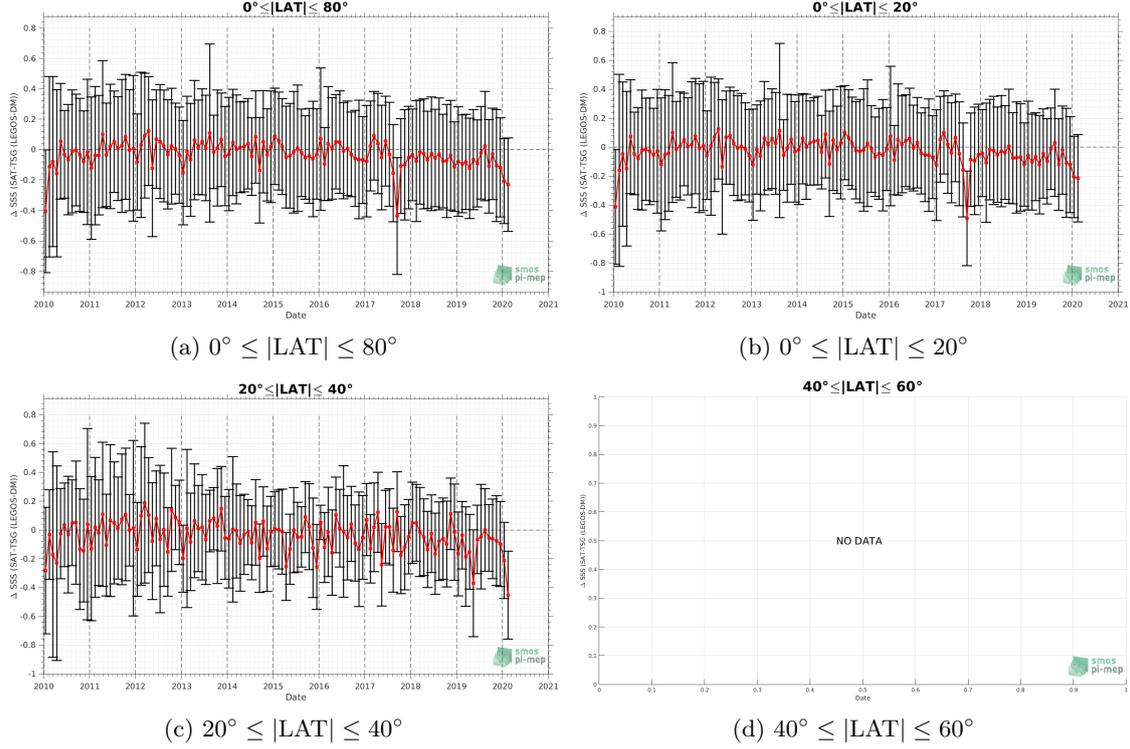 0°≤|LAT|≤ 80°
Δ SSS (SAT-TSG (LEGOS-DM))
0.8
0.6
0.4
0.2
0
-0.2
-0.4
-0.6
-0.8
2010 2011 2012 2013 2014 2015 2016 2017 2018 2019 2020 2021
Date
smos
pi-mep
(a) 0° ≤ |LAT| ≤ 80°
0°≤|LAT|≤ 20°
Δ SSS (SAT-TSG (LEGOS-DM))
0.8
0.6
0.4
0.2
0
-0.2
-0.4
-0.6
-0.8
-1
2010 2011 2012 2013 2014 2015 2016 2017 2018 2019 2020 2021
Date
smos
pi-mep
(b) 0° ≤ |LAT| ≤ 20°
20°≤|LAT|≤ 40°
Δ SSS (SAT-TSG (LEGOS-DM))
0.8
0.6
0.4
0.2
0
-0.2
-0.4
-0.6
-0.8
-1
2010 2011 2012 2013 2014 2015 2016 2017 2018 2019 2020 2021
Date
smos
pi-mep
(c) 20° ≤ |LAT| ≤ 40°
40°≤|LAT|≤ 60°
Δ SSS (SAT-TSG (LEGOS-DM))
1
0.9
0.8
0.7
0.6
0.5
0.4
0.3
0.2
0.1
0
NO DATA
0 0.1 0.2 0.3 0.4 0.5 0.6 0.7 0.8 0.9 1
Date
smos
pi-mep
(d) 40° ≤ |LAT| ≤ 60°